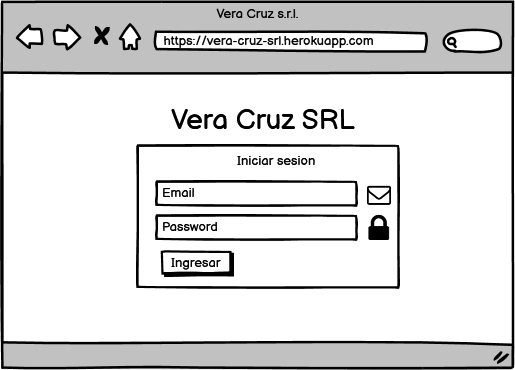 Vera Cruz s.r.l.
https://vera-cruz-srl.herokuapp.com
Vera Cruz SRL
Iniciar sesion
Email
Password
Ingresar